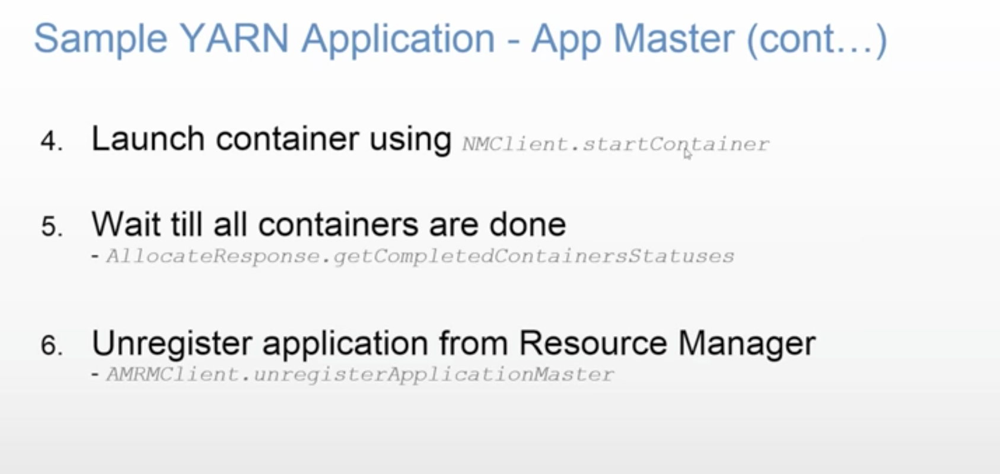 Sample YARN Application - App Master (cont...)
4. Launch container using NMClient.startContainer
5. Wait till all containers are done
- AllocateResponse.getCompletedContainersStatuses
6. Unregister application from Resource Manager
- AMRMClient.unregisterApplicationMaster